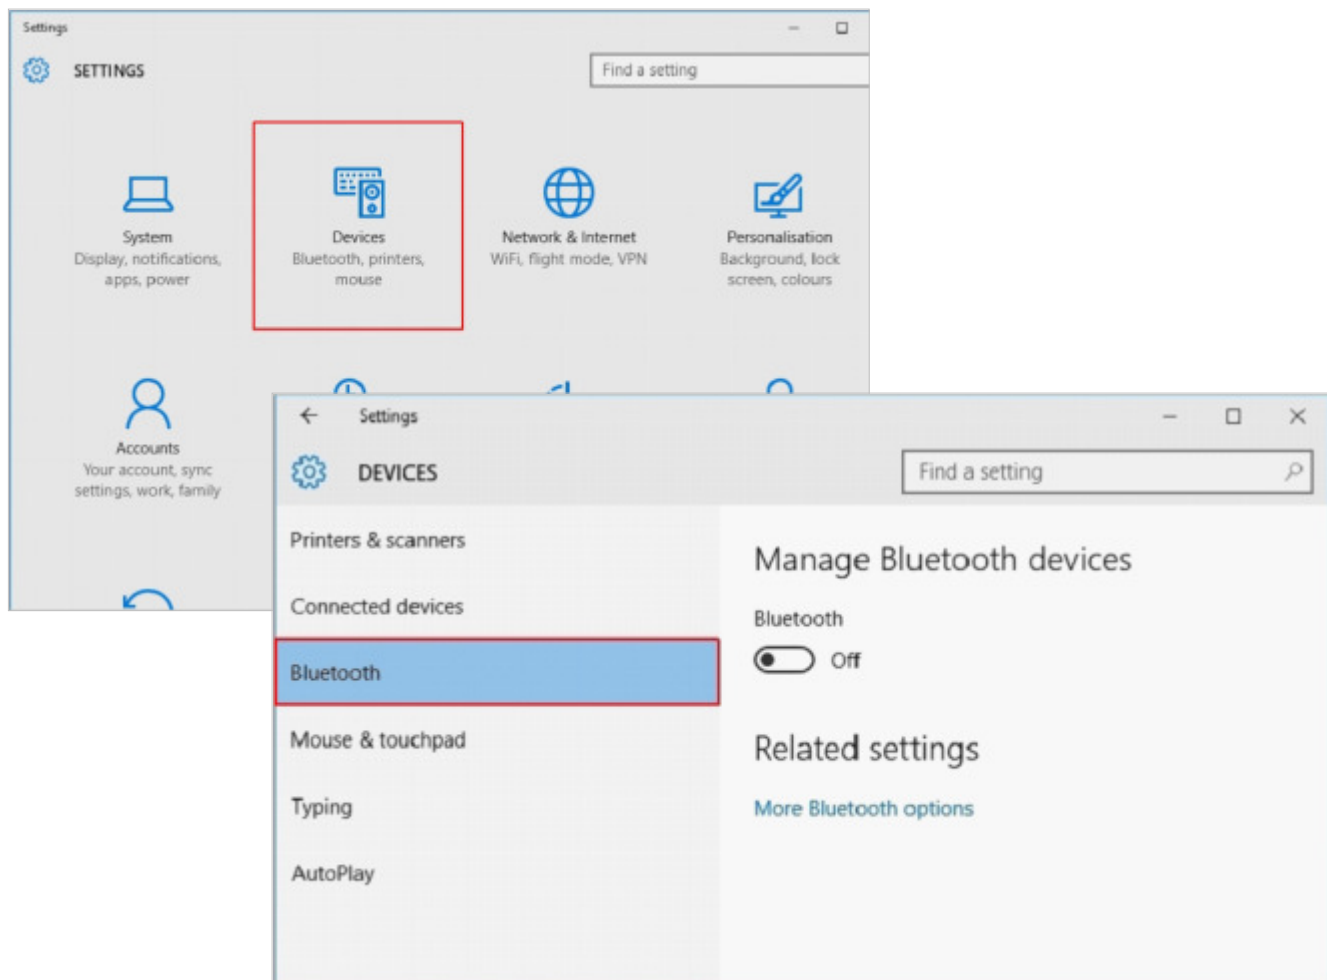 Settings
SETTINGS
Find a setting
System
Display, notifications,
apps, power
Devices
Bluetooth, printers,
mouse
Network & Internet
WiFi, flight mode, VPN
Personalisation
Background, lock
screen, colours
Accounts
Your account, sync
settings, work, family
Settings
DEVICES
Find a setting
Printers & scanners
Connected devices
Bluetooth
Mouse & touchpad
Typing
AutoPlay
Manage Bluetooth devices
Bluetooth
Off
Related settings
More Bluetooth options